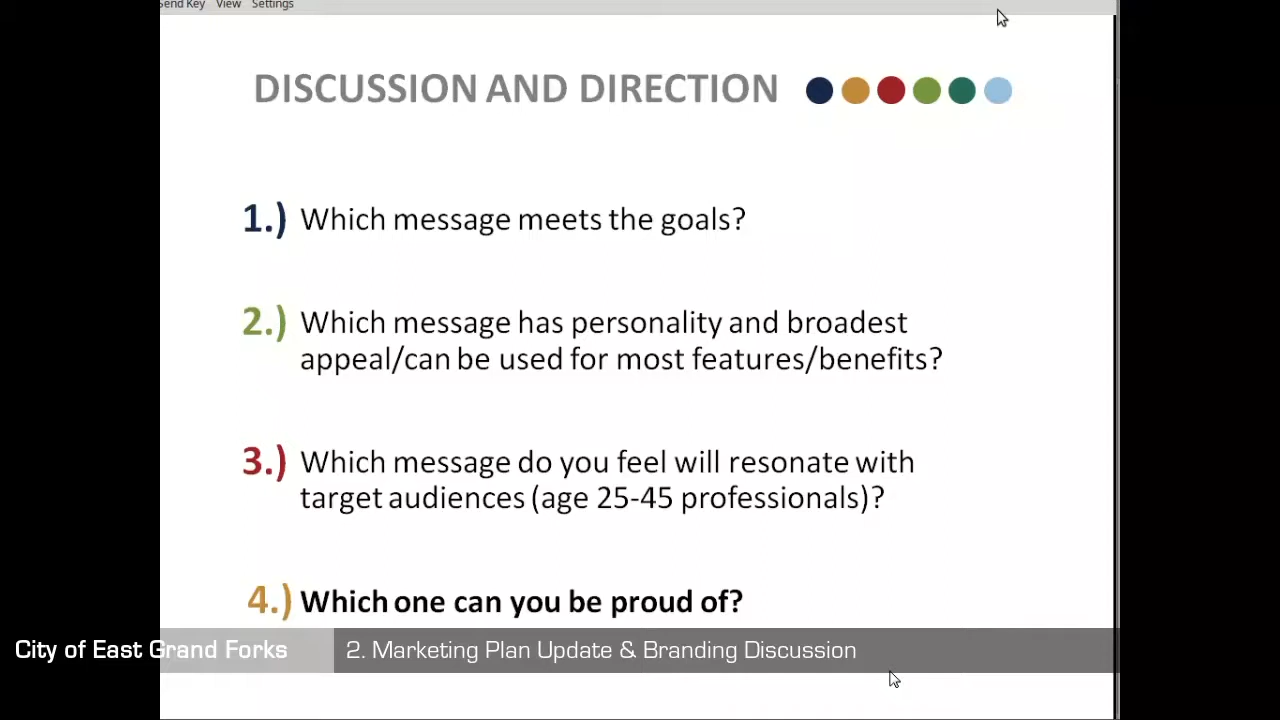 Send Key View Settings
DISCUSSION AND DIRECTION
1.) Which message meets the goals?
2.) Which message has personality and broadest
appeal/can be used for most features/benefits?
3.) Which message do you feel will resonate with
target audiences (age 25-45 professionals)?
4.) Which one can you be proud of?
City of East Grand Forks
2. Marketing Plan Update & Branding Discussion